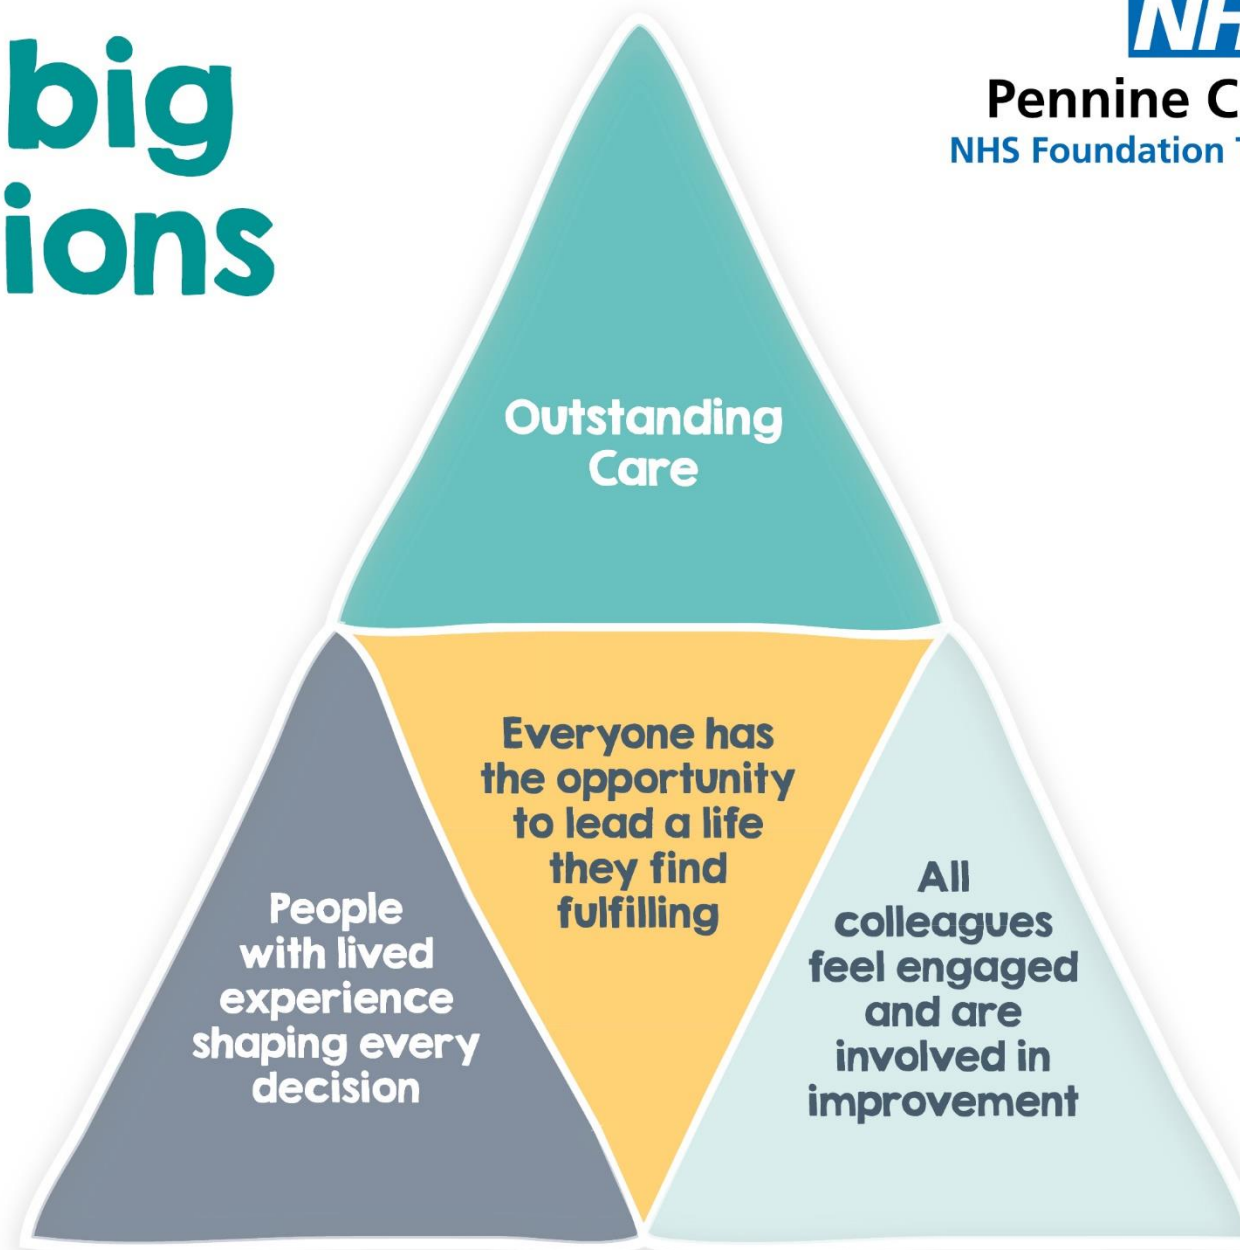 big
ions
NH
Pennine C
NHS Foundation T
Outstanding
Care
Everyone has
the opportunity
to lead a life
they find
fulfilling
People
with lived
experience
shaping every
decision
All
colleagues
feel engaged
and are
involved in
improvement